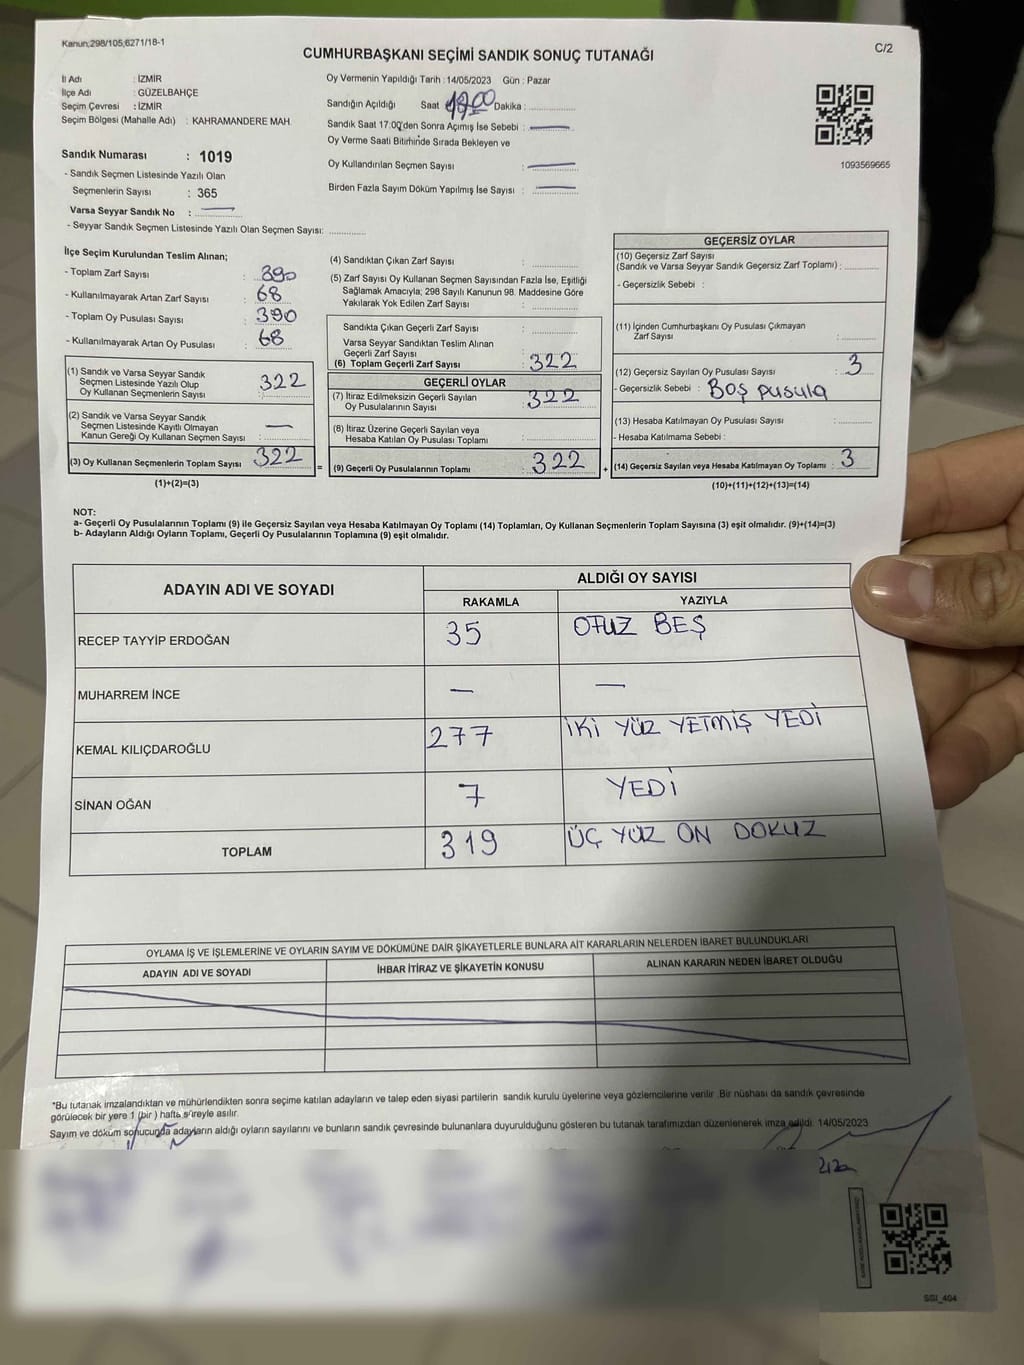 Kanun;298/105,6271/18-1
CUMHURBAŞKANI SEÇİMİ SANDIK SONUÇ TUTANAĞI
C/2
İl Adı : İZMİR
İlçe Adı : GÜZELBAHÇE
Seçim Çevresi : İZMİR
Seçim Bölgesi (Mahalle Adı) : KAHRAMANDERE MAH.
Sandık Numarası : 1019
- Sandık Seçmen Listesinde Yazılı Olan
Seçmenlerin Sayısı : 365
Varsa Seyyar Sandık No : —
- Seyyar Sandık Seçmen Listesinde Yazılı Olan Seçmen Sayısı: ..............
Oy Vermenin Yapıldığı Tarih : 14/05/2023 Gün : Pazar
Sandığın Açıldığı Saat Dakika : ..............
Sandık Saat 17:00'den Sonra Açımış İse Sebebi : —
Oy Verme Saati Bitiminde Sırada Bekleyen ve
Oy Kullandırılan Seçmen Sayısı : —
Birden Fazla Sayım Döküm Yapılmış İse Sayısı : —
1093569665
İlçe Seçim Kurulundan Teslim Alınan;
- Toplam Zarf Sayısı : 390
- Kullanılmayarak Artan Zarf Sayısı : 68
- Toplam Oy Pusulası Sayısı : 390
- Kullanılmayarak Artan Oy Pusulası : 68
(1) Sandık ve Varsa Seyyar Sandık
Seçmen Listesinde Yazılı Olup
Oy Kullanan Seçmenlerin Sayısı : 322
(2) Sandık ve Varsa Seyyar Sandık
Seçmen Listesinde Kayıtlı Olmayan
Kanun Gereği Oy Kullanan Seçmen Sayısı : —
(3) Oy Kullanan Seçmenlerin Toplam Sayısı : 322
(1)+(2)=(3)
(4) Sandıktan Çıkan Zarf Sayısı : ..............
(5) Zarf Sayısı Oy Kullanan Seçmen Sayısından Fazla İse, Eşitliği
Sağlamak Amacıyla; 298 Sayılı Kanunun 98. Maddesine Göre
Yakılarak Yok Edilen Zarf Sayısı : ..............
Sandıkta Çıkan Geçerli Zarf Sayısı : ..............
Varsa Seyyar Sandıktan Teslim Alınan
Geçerli Zarf Sayısı : ..............
(6) Toplam Geçerli Zarf Sayısı : 322
GEÇERLİ OYLAR
(7) İtiraz Edilmeksizin Geçerli Sayılan
Oy Pusulalarının Sayısı : 322
(8) İtiraz Üzerine Geçerli Sayılan veya
Hesaba Katılan Oy Pusulası Toplamı : ..............
= (9) Geçerli Oy Pusulalarının Toplamı : 322 +
GEÇERSİZ OYLAR
(10) Geçersiz Zarf Sayısı
(Sandık ve Varsa Seyyar Sandık Geçersiz Zarf Toplamı) : ..............
- Geçersizlik Sebebi :
(11) İçinden Cumhurbaşkanı Oy Pusulası Çıkmayan
Zarf Sayısı : ..............
(12) Geçersiz Sayılan Oy Pusulası Sayısı : 3
- Geçersizlik Sebebi : Boş pusula
(13) Hesaba Katılmayan Oy Pusulası Sayısı : ..............
- Hesaba Katılmama Sebebi :
(14) Geçersiz Sayılan veya Hesaba Katılmayan Oy Toplamı : 3
(10)+(11)+(12)+(13)=(14)
NOT:
a- Geçerli Oy Pusulalarının Toplamı (9) ile Geçersiz Sayılan veya Hesaba Katılmayan Oy Toplamı (14) Toplamları, Oy Kullanan Seçmenlerin Toplam Sayısına (3) eşit olmalıdır. (9)+(14)=(3)
b- Adayların Aldığı Oyların Toplamı, Geçerli Oy Pusulalarının Toplamına (9) eşit olmalıdır.
ADAYIN ADI VE SOYADI ALDIĞI OY SAYISI
RAKAMLA YAZIYLA
RECEP TAYYİP ERDOĞAN 35 OTUZ BEŞ
MUHARREM İNCE — —
KEMAL KILIÇDAROĞLU 277 İKİ YÜZ YETMİŞ YEDİ
SİNAN OĞAN 7 YEDİ
TOPLAM 319 ÜÇ YÜZ ON DOKUZ
OYLAMA İŞ VE İŞLEMLERİNE VE OYLARIN SAYIM VE DÖKÜMÜNE DAİR ŞİKAYETLERLE BUNLARA AİT KARARLARIN NELERDEN İBARET BULUNDUKLARI
ADAYIN ADI VE SOYADI İHBAR İTİRAZ VE ŞİKAYETİN KONUSU ALINAN KARARIN NEDEN İBARET OLDUĞU
*Bu tutanak imzalandıktan ve mühürlendikten sonra seçime katılan adayların ve talep eden siyasi partilerin sandık kurulu üyelerine veya gözlemcilerine verilir .Bir nüshası da sandık çevresinde
görülecek bir yere 1 (bir ) hafta süreyle asılır.
Sayım ve döküm sonucunda adayların aldığı oyların sayılarını ve bunların sandık çevresinde bulunanlara duyurulduğunu gösteren bu tutanak tarafımızdan düzenlenerek imza edildi. 14/05/2023
SGI_404